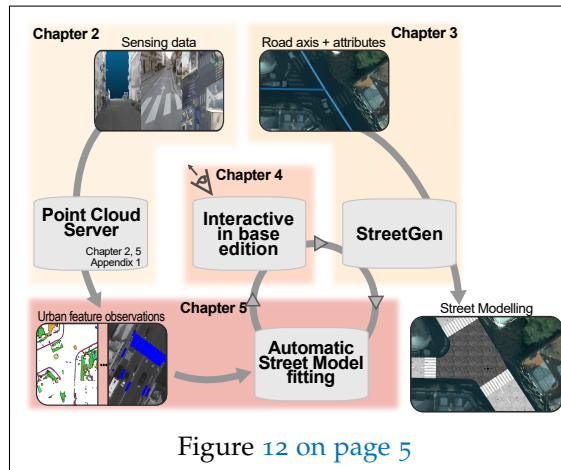 Chapter 2
Sensing data
Road axis + attributes
Chapter 3
Chapter 4
Point Cloud
Server
Chapter 2, 5
Appendix 1
Interactive
in base
edition
StreetGen
Urban feature observations
Chapter 5
Automatic
Street Model
fitting
Street Modelling
Figure 12 on page 5